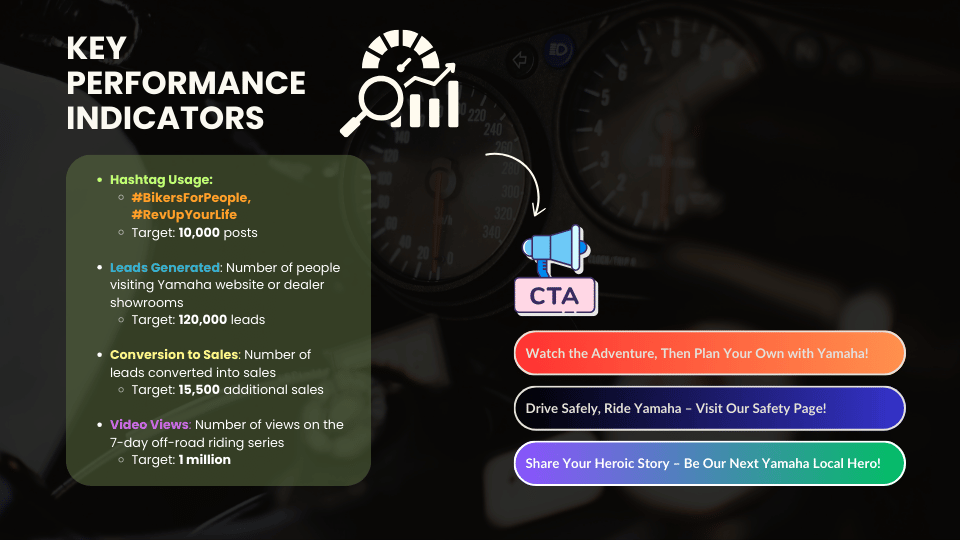 KEY
PERFORMANCE
INDICATORS
• Hashtag Usage:
○ #BikersForPeople,
#RevUpYourLife
○ Target: 10,000 posts
• Leads Generated: Number of people
visiting Yamaha website or dealer
showrooms
○ Target: 120,000 leads
• Conversion to Sales: Number of
leads converted into sales
○ Target: 15,500 additional sales
• Video Views: Number of views on the
7-day off-road riding series
○ Target: 1 million
CTA
Watch the Adventure, Then Plan Your Own with Yamaha!
Drive Safely, Ride Yamaha – Visit Our Safety Page!
Share Your Heroic Story – Be Our Next Yamaha Local Hero!